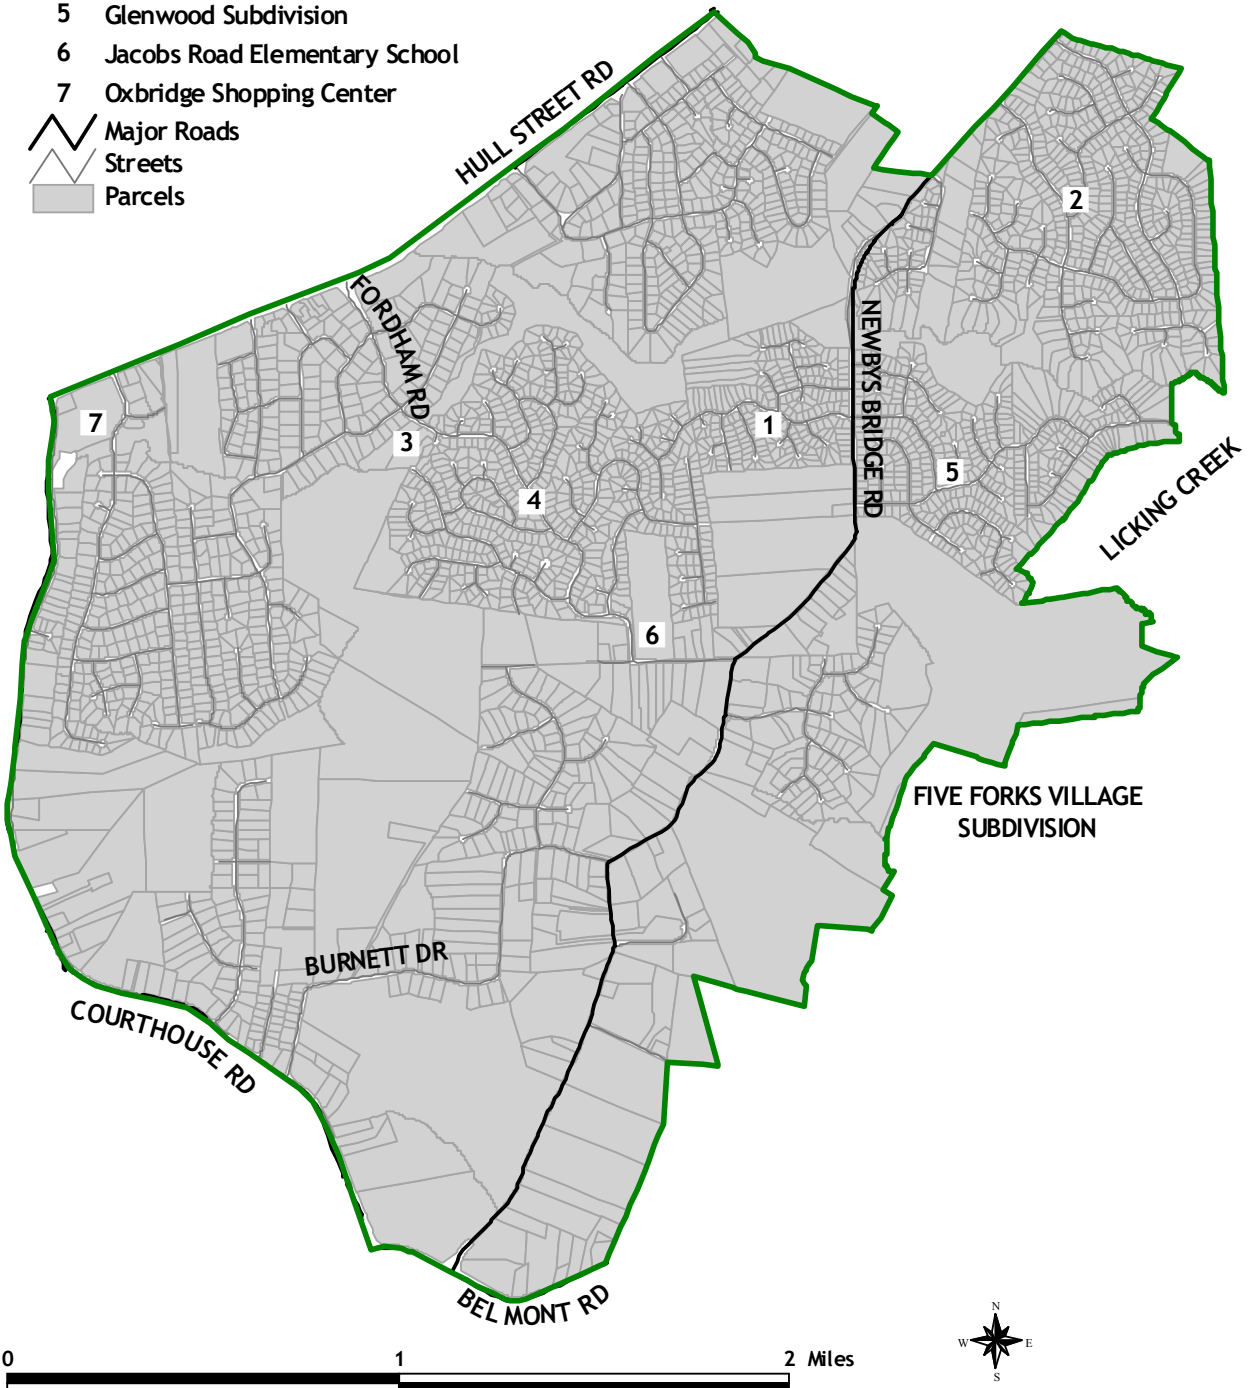 5 Glenwood Subdivision
6 Jacobs Road Elementary School
7 Oxbridge Shopping Center
Major Roads
Streets
Parcels
HULL STREET RD
2
FORDHAM RD
NEWBYS BRIDGE RD
7
3
1
4
5
LICKING CREEK
6
FIVE FORKS VILLAGE
SUBDIVISION
BURNETT DR
COURTHOUSE RD
BELMONT RD
N
W E
S
0 1 2 Miles